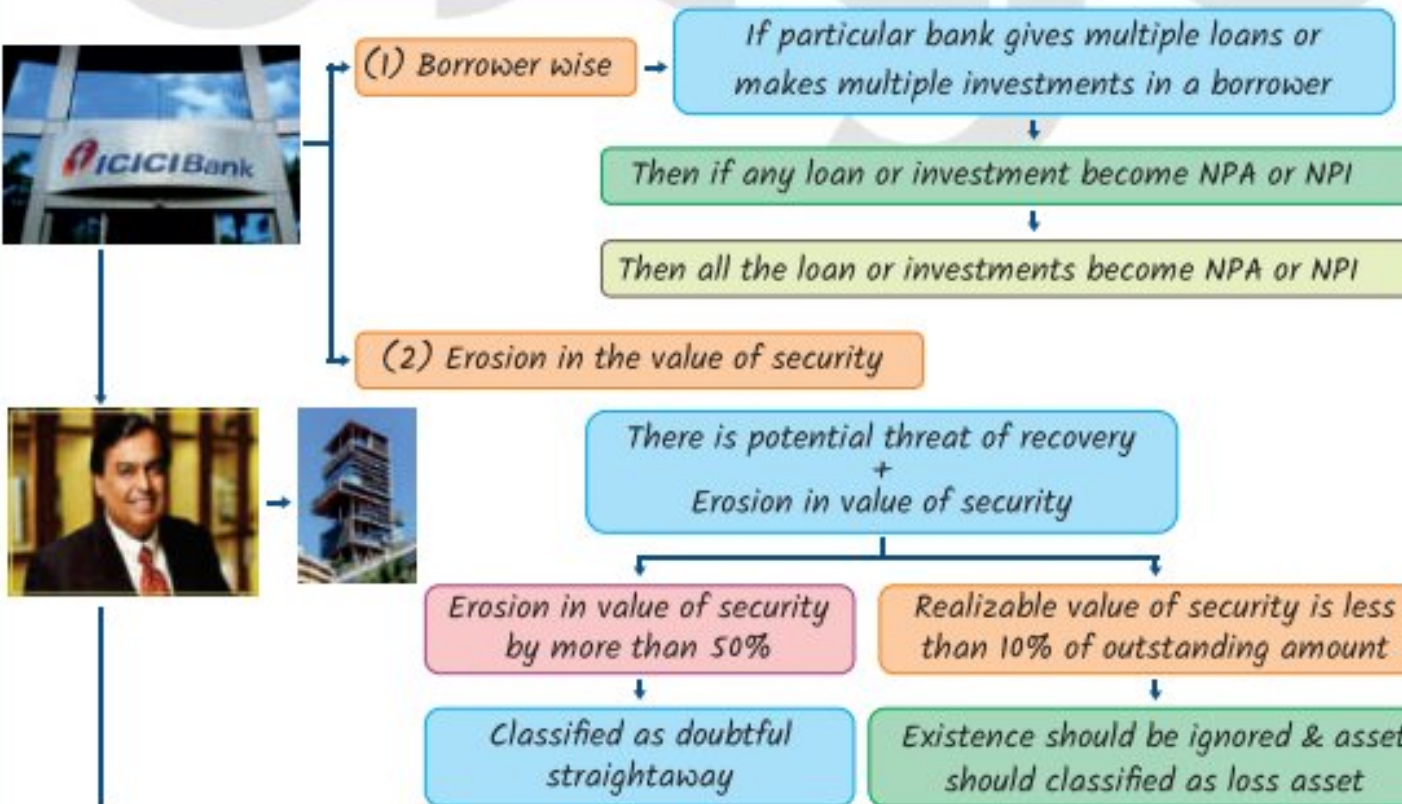 ICICI Bank
(1) Borrower wise
If particular bank gives multiple loans or
makes multiple investments in a borrower
Then if any loan or investment become NPA or NPI
Then all the loan or investments become NPA or NPI
(2) Erosion in the value of security
There is potential threat of recovery
+
Erosion in value of security
Erosion in value of security
by more than 50%
Realizable value of security is less
than 10% of outstanding amount
Classified as doubtful
straightaway
Existence should be ignored & asset
should classified as loss asset